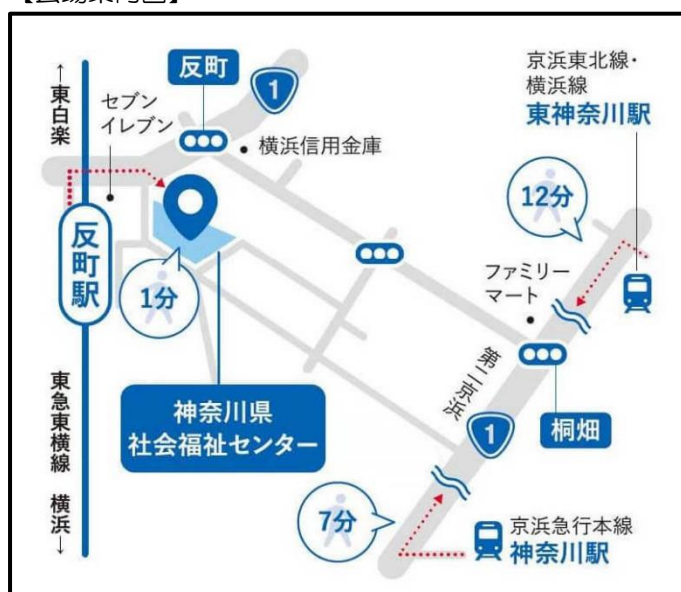 【会場案内図】
反町
1
京浜東北線・
横浜線
東神奈川駅
←東白楽
セブン
イレブン
横浜信用金庫
12分
反町駅
1分
ファミリー
マート
第二京浜
神奈川県
社会福祉センター
1
桐畑
東急東横線 横浜→
7分
京浜急行本線
神奈川駅